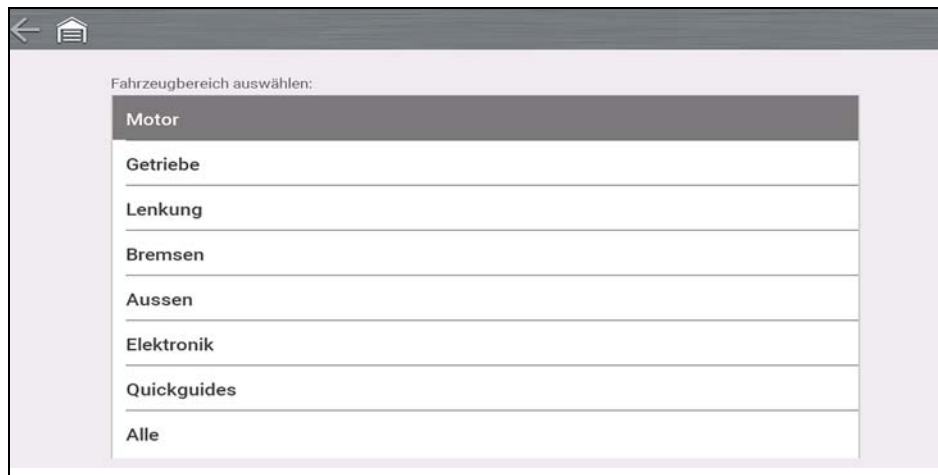 Fahrzeugbereich auswählen:
Motor
Getriebe
Lenkung
Bremsen
Aussen
Elektronik
Quickguides
Alle